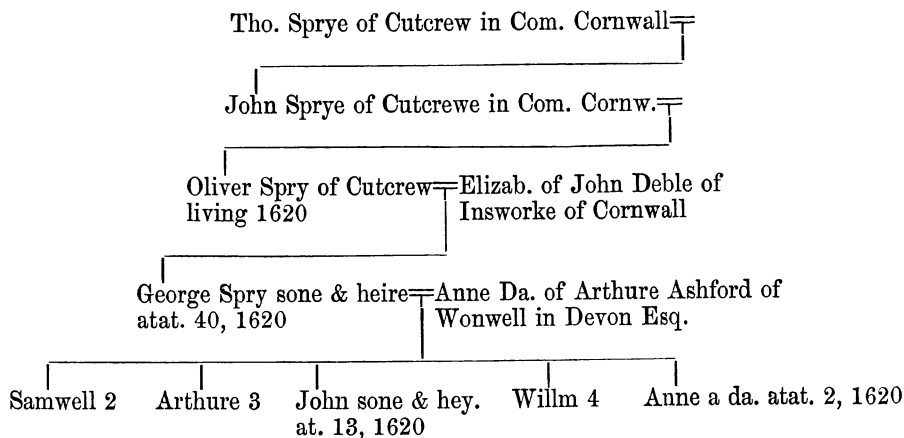 Tho. Sprye of Cutcrew in Com. Cornwall
John Sprye of Cutcrewe in Com. Cornw.
Oliver Spry of Cutcrew
living 1620
Elizab. of John Deble of
Insworke of Cornwall
George Spry sone & heire
atat. 40, 1620
Anne Da. of Arthure Ashford of
Wonwell in Devon Esq.
Samwell 2
Arthure 3
John sone & hey.
at. 13, 1620
Willm 4
Anne a da. atat. 2, 1620